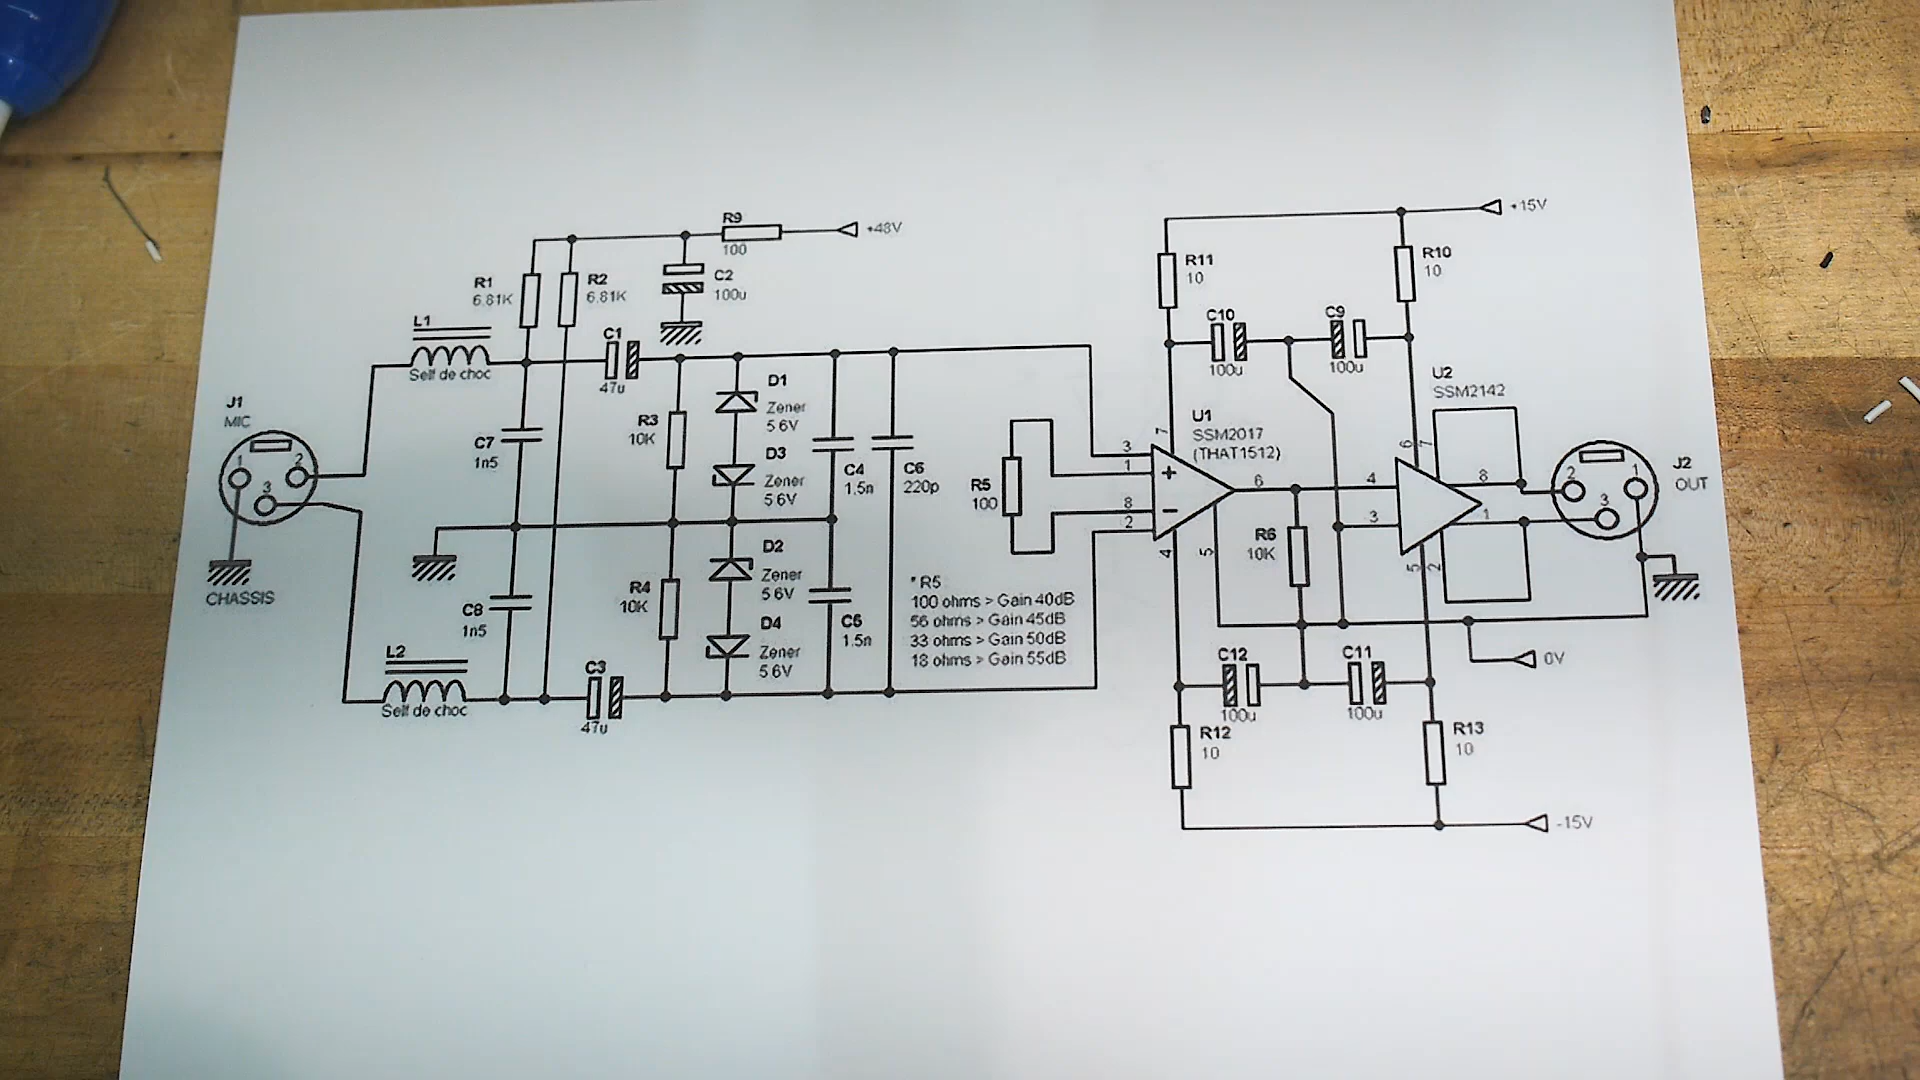 R9
100
+48V
+15V
R1
6.81K
R2
6.81K
C2
100u
R11
10
R10
10
L1
Self de choc
C1
47u
C10
100u
C9
100u
J1
MIC
1
2
3
CHASSIS
C7
1n5
R3
10K
D1
Zener
5.6V
D3
Zener
5.6V
C4
1.5n
C6
220p
R5
100
U1
SSM2017
(THAT1512)
7
3
1
8
2
+
−
6
4
5
U2
SSM2142
6
7
4
3
8
1
5
2
J2
OUT
2
1
3
R6
10K
C8
1n5
R4
10K
D2
Zener
5.6V
D4
Zener
5.6V
C5
1.5n
* R5
100 ohms > Gain 40dB
56 ohms > Gain 45dB
33 ohms > Gain 50dB
18 ohms > Gain 55dB
L2
Self de choc
C3
47u
C12
100u
C11
100u
0V
R12
10
R13
10
-15V